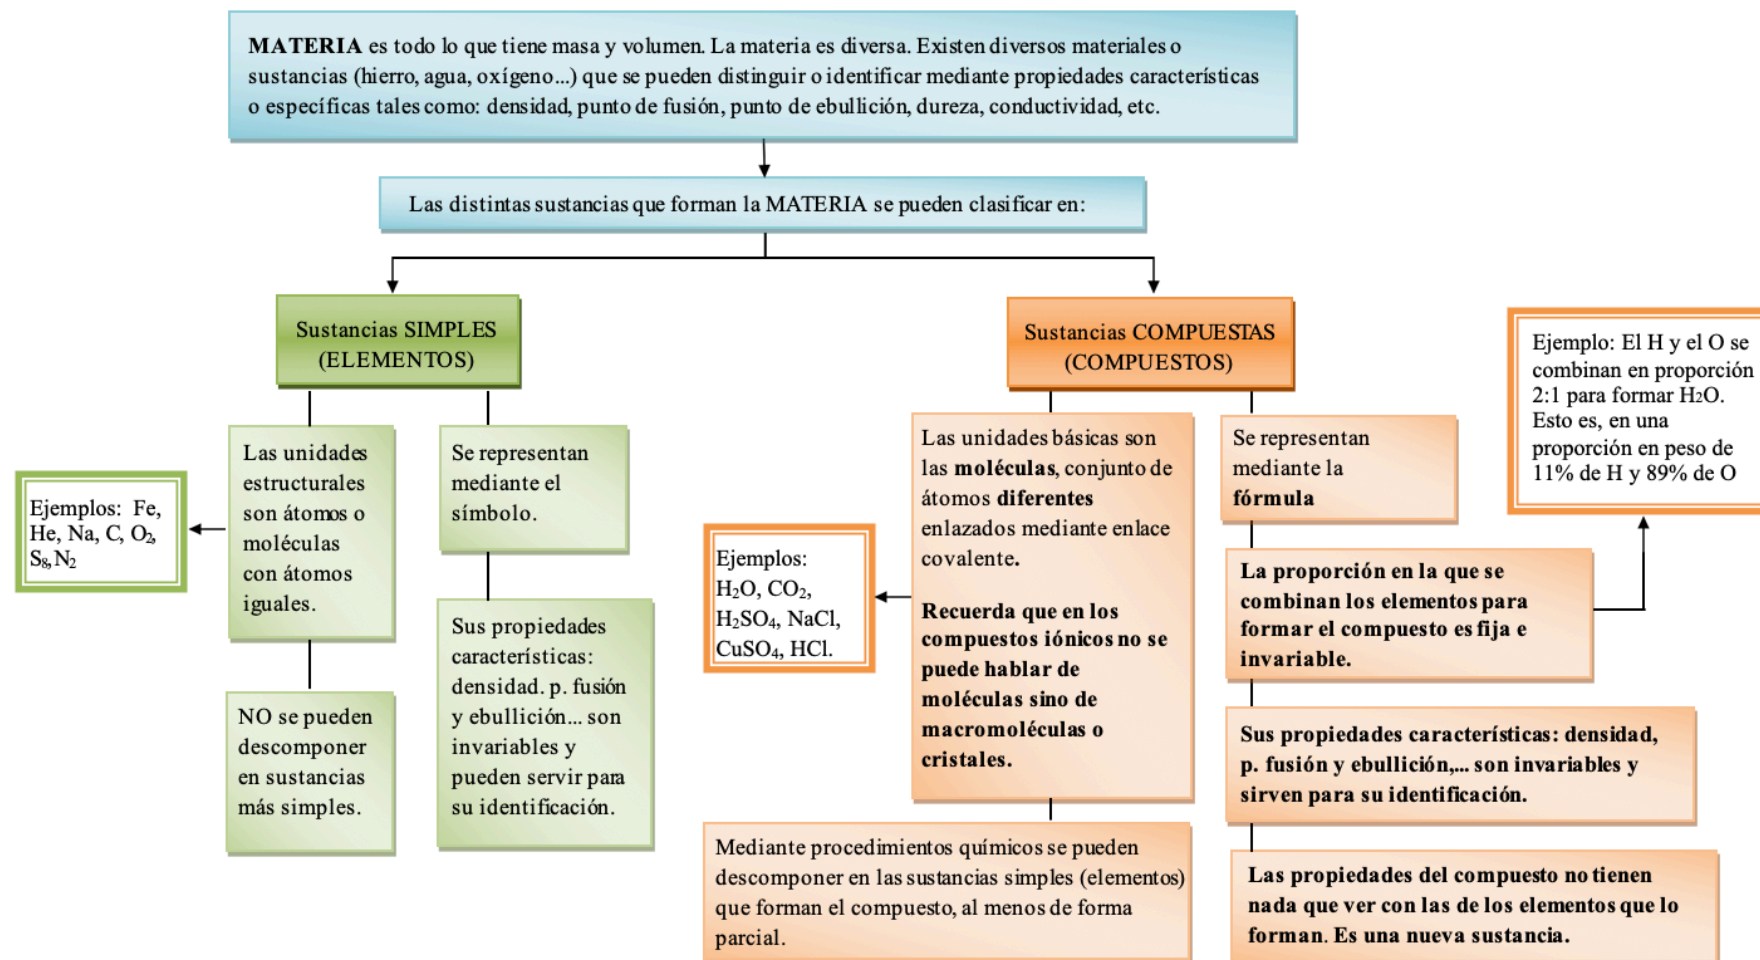 MATERIA es todo lo que tiene masa y volumen. La materia es diversa. Existen diversos materiales o
sustancias (hierro, agua, oxígeno...) que se pueden distinguir o identificar mediante propiedades características
o específicas tales como: densidad, punto de fusión, punto de ebullición, dureza, conductividad, etc.
Las distintas sustancias que forman la MATERIA se pueden clasificar en:
Sustancias SIMPLES
(ELEMENTOS)
Las unidades
estructurales
son átomos o
moléculas
con átomos
iguales.
Ejemplos: Fe,
He, Na, C, O₂,
S₈, N₂
NO se pueden
descomponer
en sustancias
más simples.
Se representan
mediante el
símbolo.
Sus propiedades
características:
densidad. p. fusión
y ebullición... son
invariables y
pueden servir para
su identificación.
Sustancias COMPUESTAS
(COMPUESTOS)
Las unidades básicas son
las moléculas, conjunto de
átomos diferentes
enlazados mediante enlace
covalente.
Recuerda que en los
compuestos iónicos no se
puede hablar de
moléculas sino de
macromoléculas o
cristales.
Ejemplos:
H₂O, CO₂,
H₂SO₄, NaCl,
CuSO₄, HCl.
Mediante procedimientos químicos se pueden
descomponer en las sustancias simples (elementos)
que forman el compuesto, al menos de forma
parcial.
Se representan
mediante la
fórmula
La proporción en la que se
combinan los elementos para
formar el compuesto es fija e
invariable.
Ejemplo: El H y el O se
combinan en proporción
2:1 para formar H₂O.
Esto es, en una
proporción en peso de
11% de H y 89% de O
Sus propiedades características: densidad,
p. fusión y ebullición,... son invariables y
sirven para su identificación.
Las propiedades del compuesto no tienen
nada que ver con las de los elementos que lo
forman. Es una nueva sustancia.